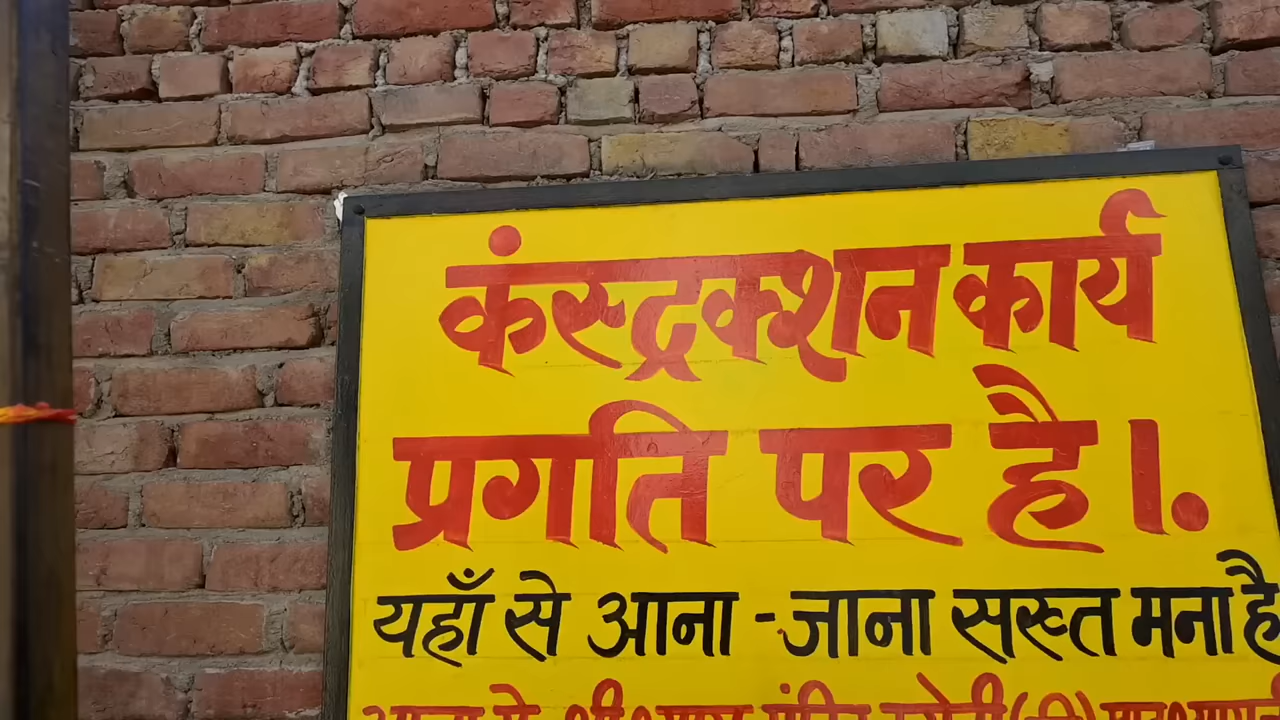 कंस्ट्रक्शन कार्य
प्रगति पर है।.
यहाँ से आना - जाना सख्त मना है